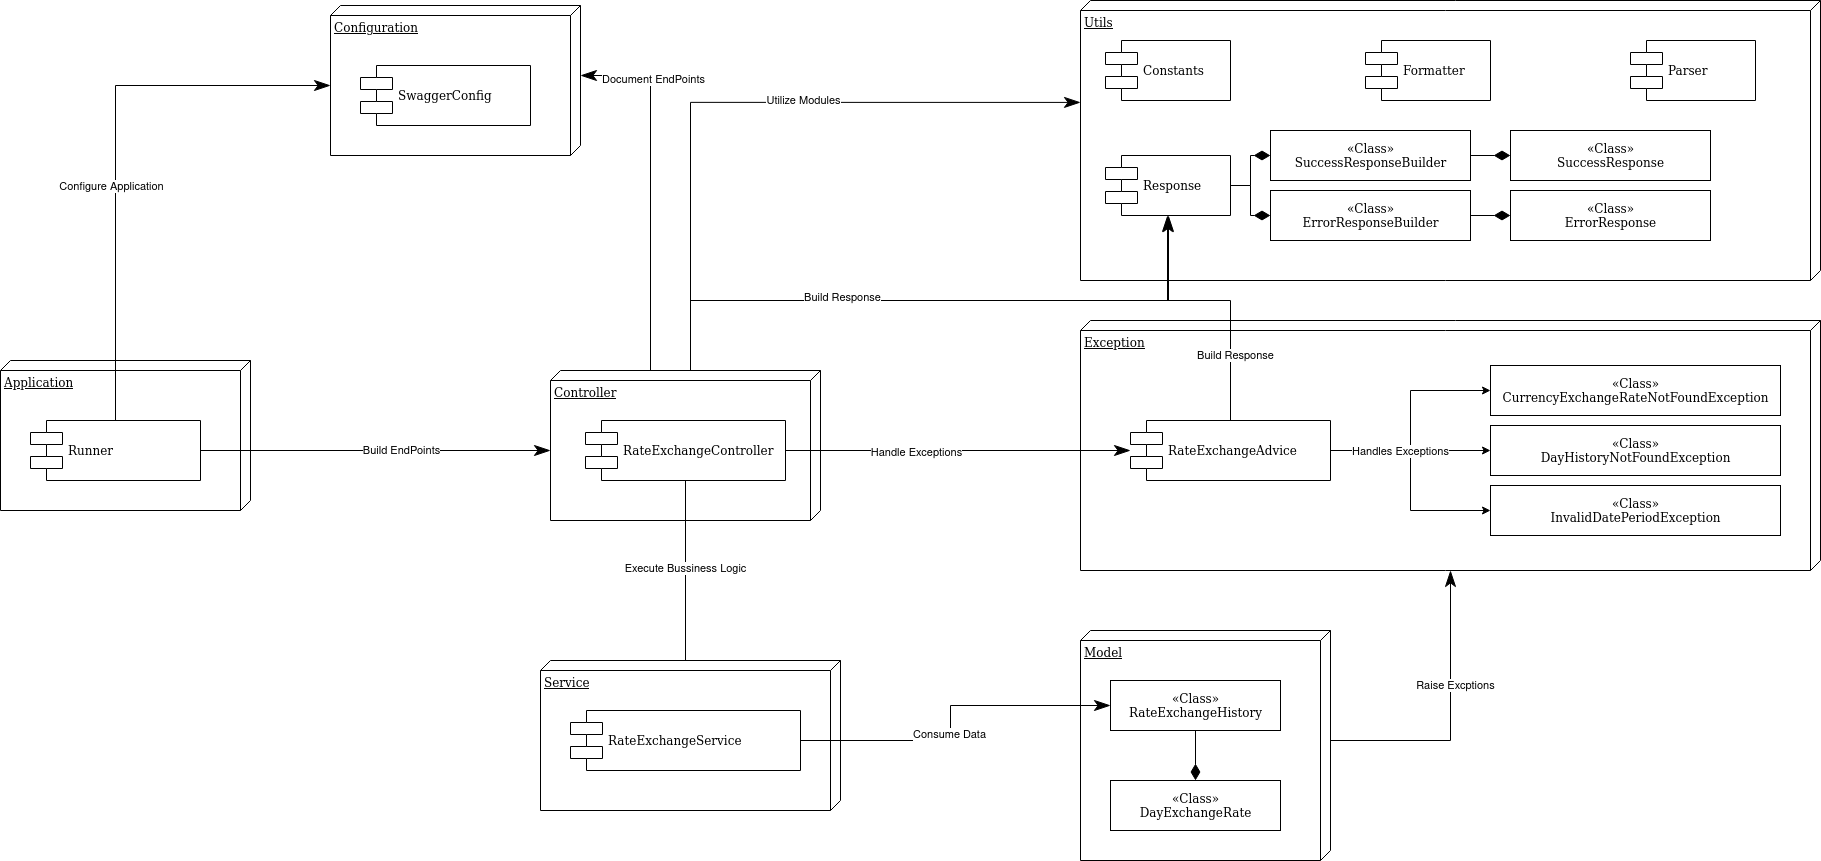 Configuration
SwaggerConfig
Document EndPoints
Utilize Modules
Configure Application
Utils
Constants
Formatter
Parser
Response
«Class»
SuccessResponseBuilder
«Class»
SuccessResponse
«Class»
ErrorResponseBuilder
«Class»
ErrorResponse
Build Response
Build Response
Application
Runner
Build EndPoints
Controller
RateExchangeController
Handle Exceptions
Exception
RateExchangeAdvice
Handles Exceptions
«Class»
CurrencyExchangeRateNotFoundException
«Class»
DayHistoryNotFoundException
«Class»
InvalidDatePeriodException
Execute Bussiness Logic
Service
RateExchangeService
Consume Data
Model
«Class»
RateExchangeHistory
«Class»
DayExchangeRate
Raise Excptions